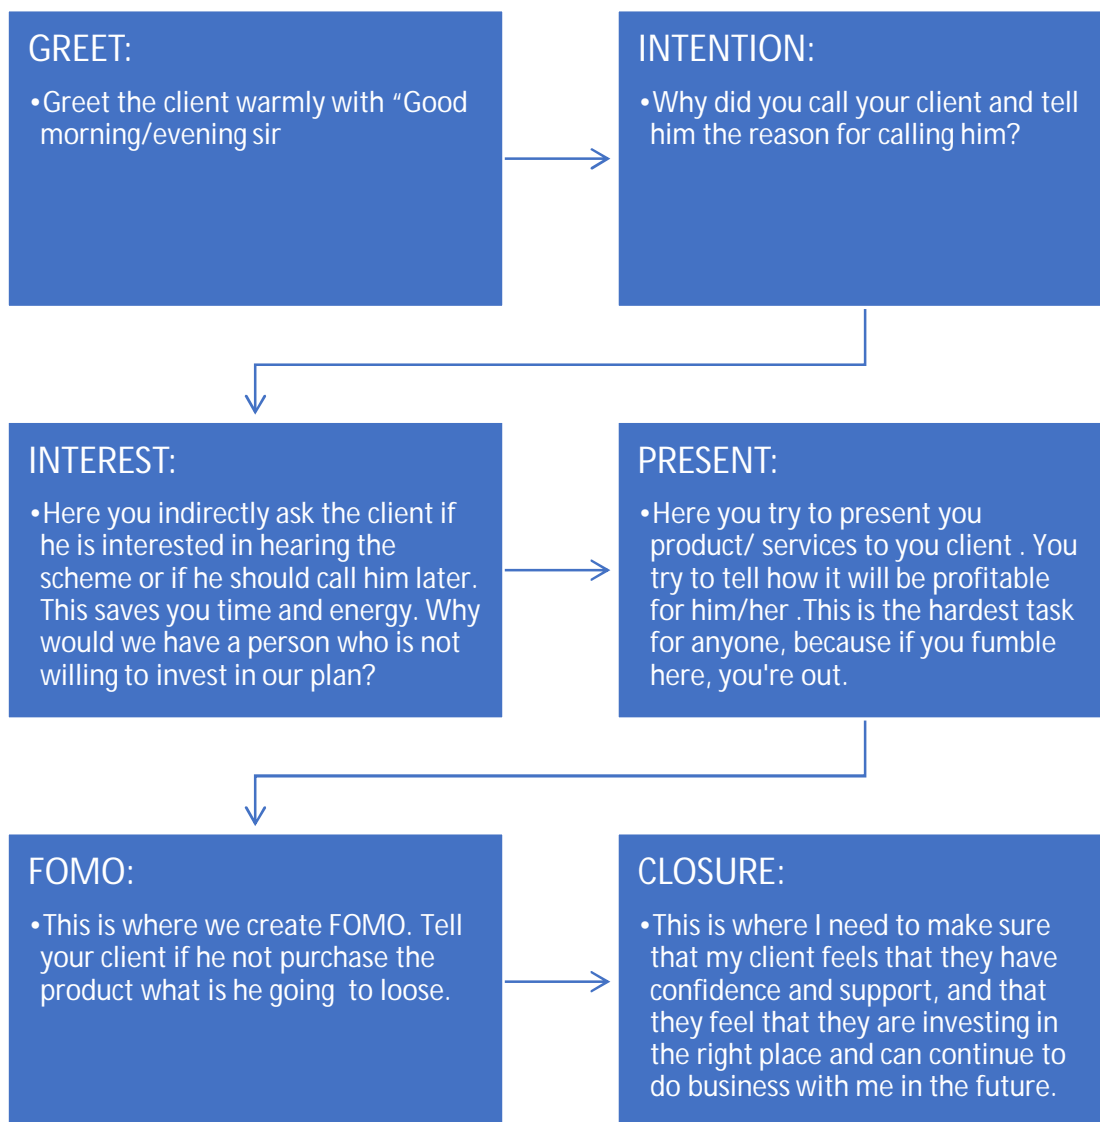 GREET:
•Greet the client warmly with “Good
morning/evening sir
INTENTION:
•Why did you call your client and tell
him the reason for calling him?
INTEREST:
•Here you indirectly ask the client if
he is interested in hearing the
scheme or if he should call him later.
This saves you time and energy. Why
would we have a person who is not
willing to invest in our plan?
PRESENT:
•Here you try to present you
product/ services to you client . You
try to tell how it will be profitable
for him/her .This is the hardest task
for anyone, because if you fumble
here, you're out.
FOMO:
•This is where we create FOMO. Tell
your client if he not purchase the
product what is he going  to loose.
CLOSURE:
•This is where I need to make sure
that my client feels that they have
confidence and support, and that
they feel that they are investing in
the right place and can continue to
do business with me in the future.